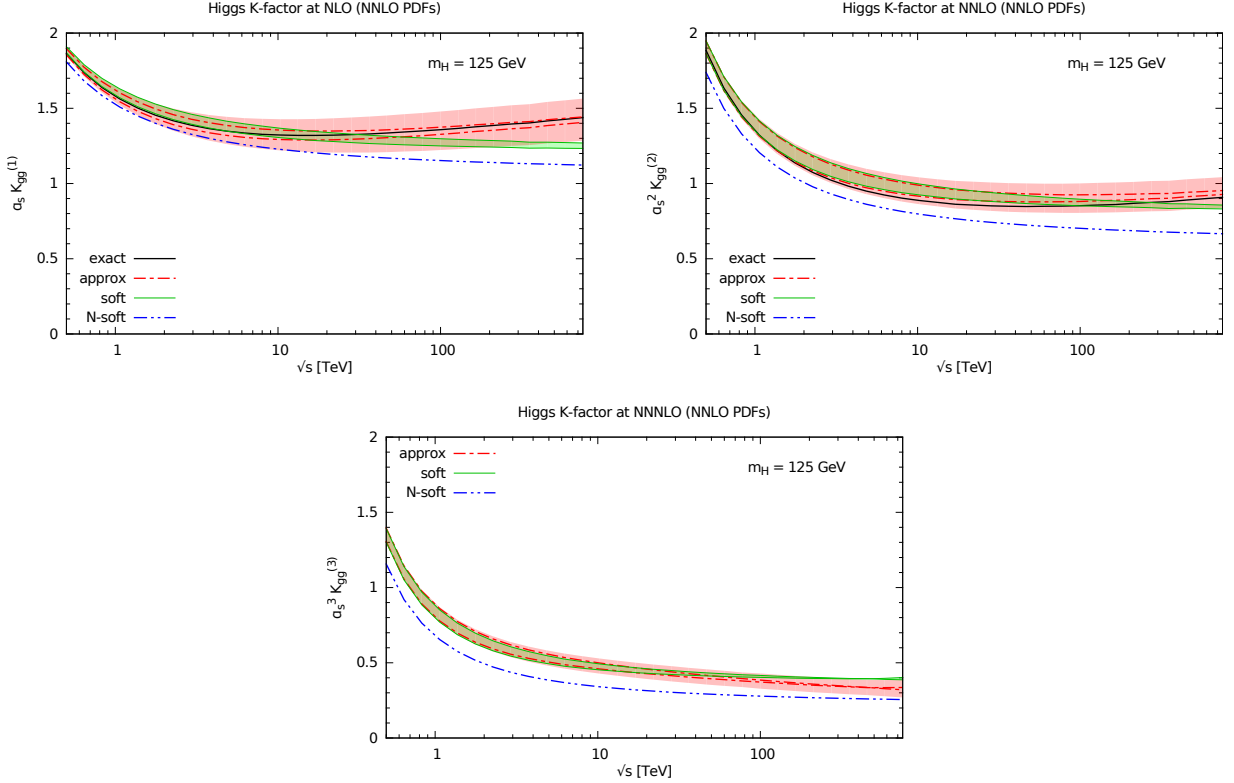 Higgs K-factor at NLO (NNLO PDFs)
2
1.5
1
0.5
0
α_s K_gg^(1)
m_H = 125 GeV
exact
approx
soft
N-soft
1 10 100
√s [TeV]
Higgs K-factor at NNLO (NNLO PDFs)
2
1.5
1
0.5
0
α_s^2 K_gg^(2)
m_H = 125 GeV
exact
approx
soft
N-soft
1 10 100
√s [TeV]
Higgs K-factor at NNNLO (NNLO PDFs)
2
1.5
1
0.5
0
α_s^3 K_gg^(3)
approx
soft
N-soft
m_H = 125 GeV
1 10 100
√s [TeV]